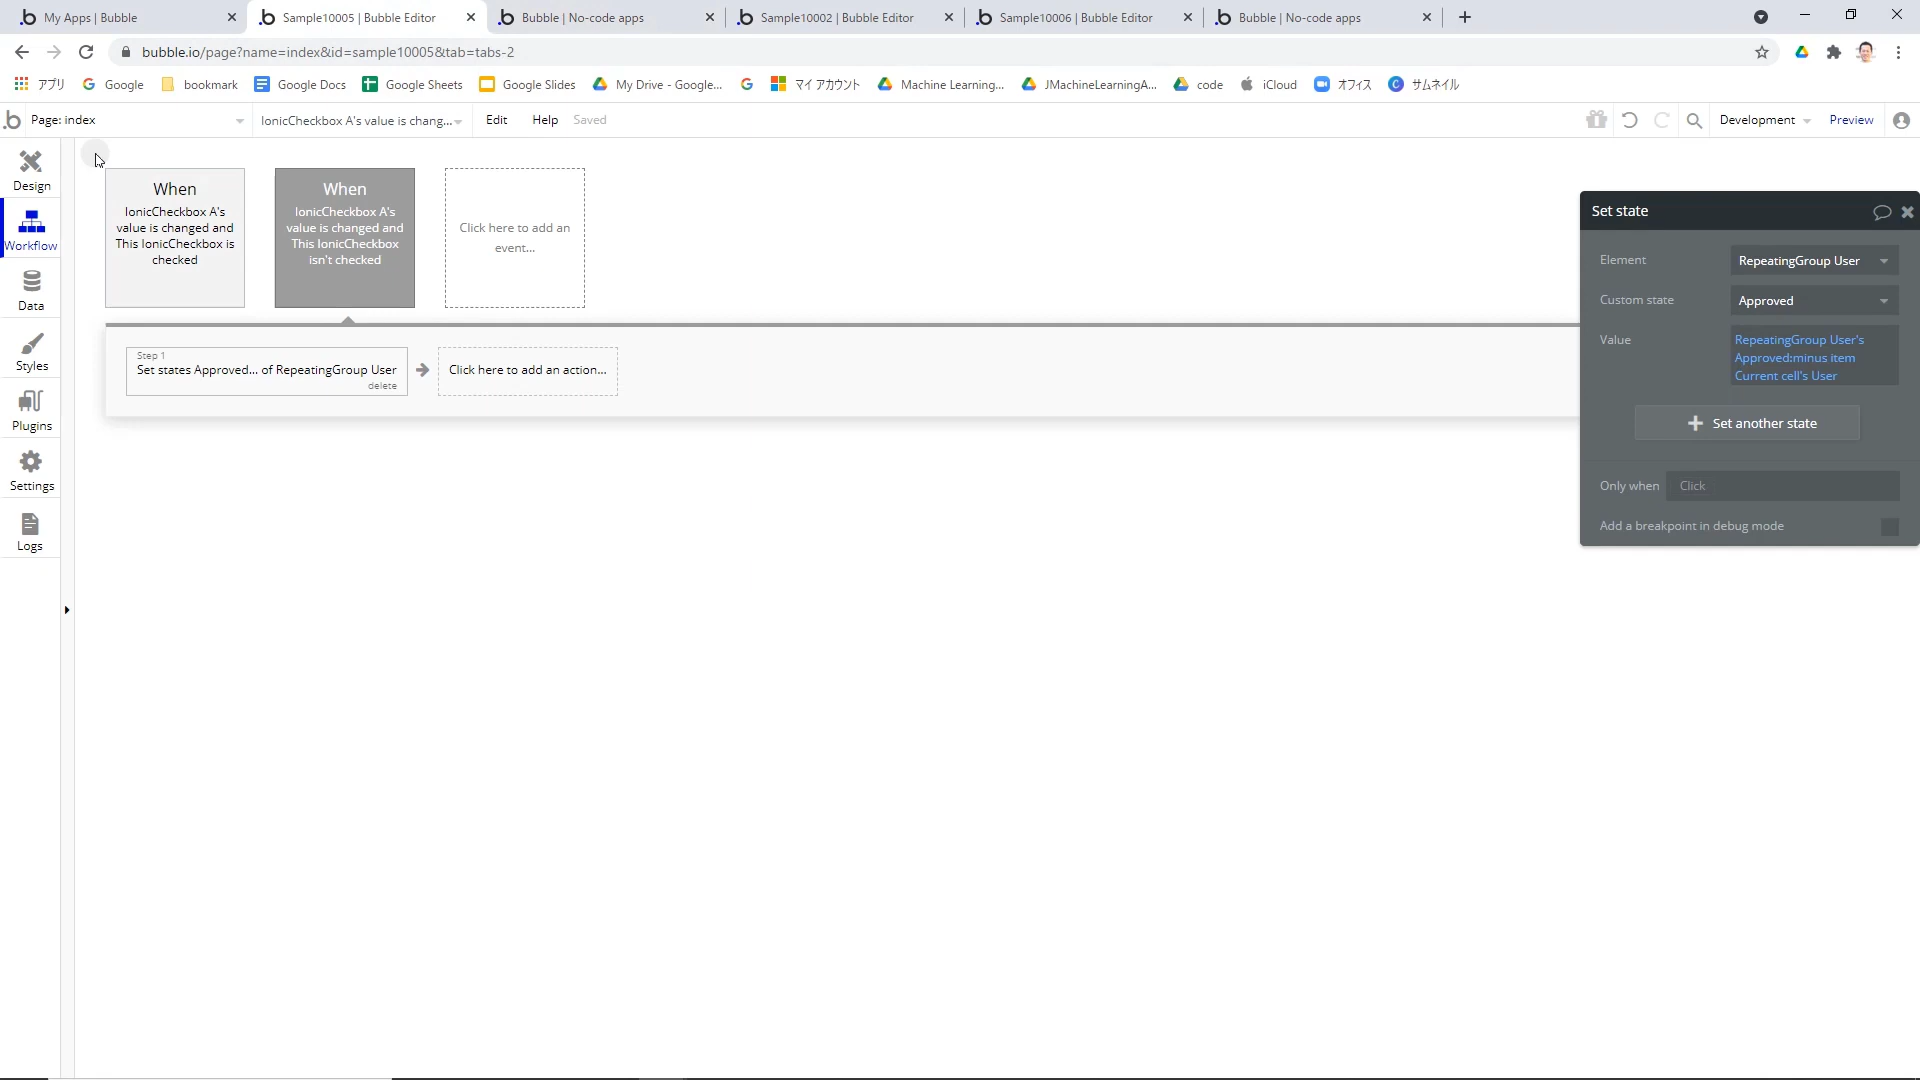 My Apps | Bubble
Sample10005 | Bubble Editor
Bubble | No-code apps
Sample10002 | Bubble Editor
Sample10006 | Bubble Editor
Bubble | No-code apps
bubble.io/page?name=index&id=sample10005&tab=tabs-2
アプリ
Google
bookmark
Google Docs
Google Sheets
Google Slides
My Drive - Google...
マイ アカウント
Machine Learning...
JMachineLearningA...
code
iCloud
オフィス
サムネイル
Page: index
IonicCheckbox A's value is chang...
Edit
Help
Saved
Development
Preview
Design
Workflow
Data
Styles
Plugins
Settings
Logs
When
IonicCheckbox A's
value is changed and
This IonicCheckbox is
checked
When
IonicCheckbox A's
value is changed and
This IonicCheckbox
isn't checked
Click here to add an
event...
Step 1
Set states Approved... of RepeatingGroup User
delete
Click here to add an action...
Set state
Element
RepeatingGroup User
Custom state
Approved
Value
RepeatingGroup User's
Approved:minus item
Current cell's User
Set another state
Only when
Click
Add a breakpoint in debug mode